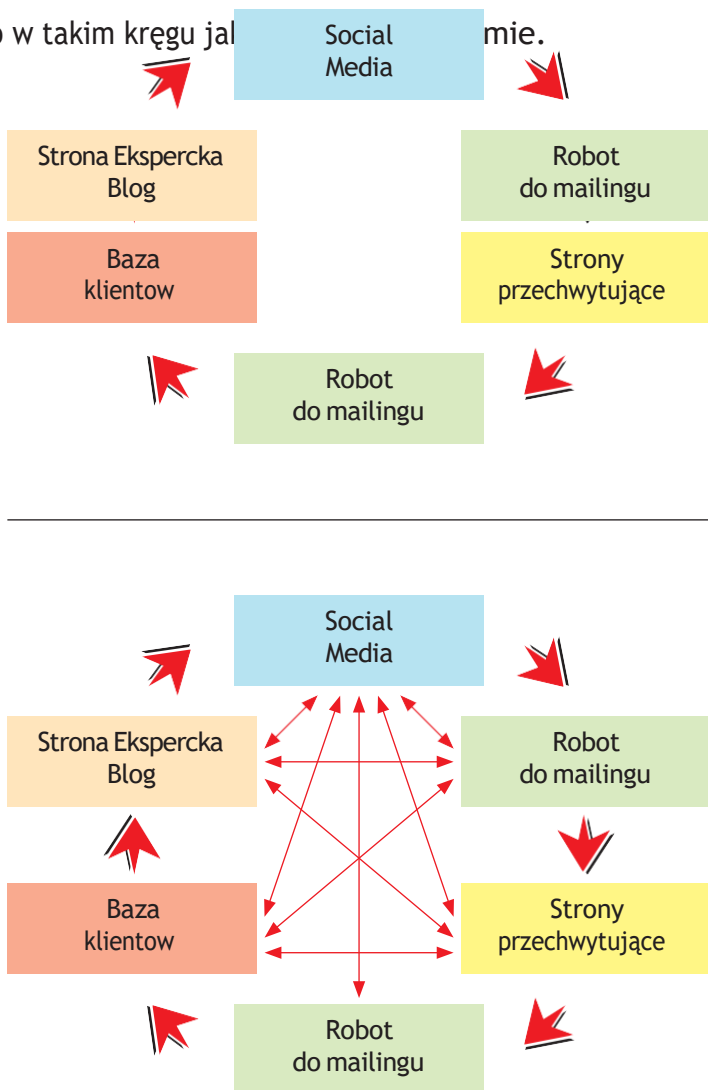 w takim kręgu
mie.
Social
Media
Strona Ekspercka
Blog
Robot
do mailingu
Baza
klientow
Strony
przechwytujące
Robot
do mailingu
Social
Media
Strona Ekspercka
Blog
Robot
do mailingu
Baza
klientow
Strony
przechwytujące
Robot
do mailingu